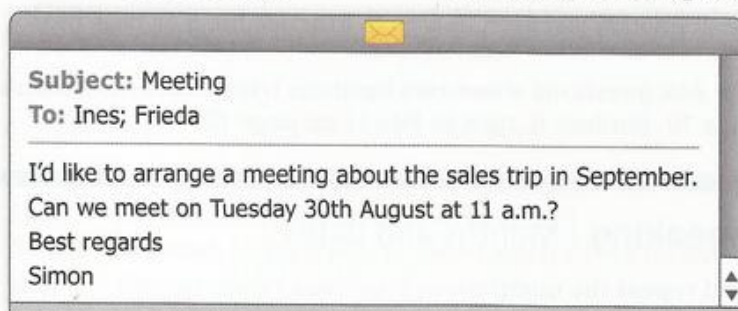 Subject: Meeting
To: Ines; Frieda
I'd like to arrange a meeting about the sales trip in September.
Can we meet on Tuesday 30th August at 11 a.m.?
Best regards
Simon